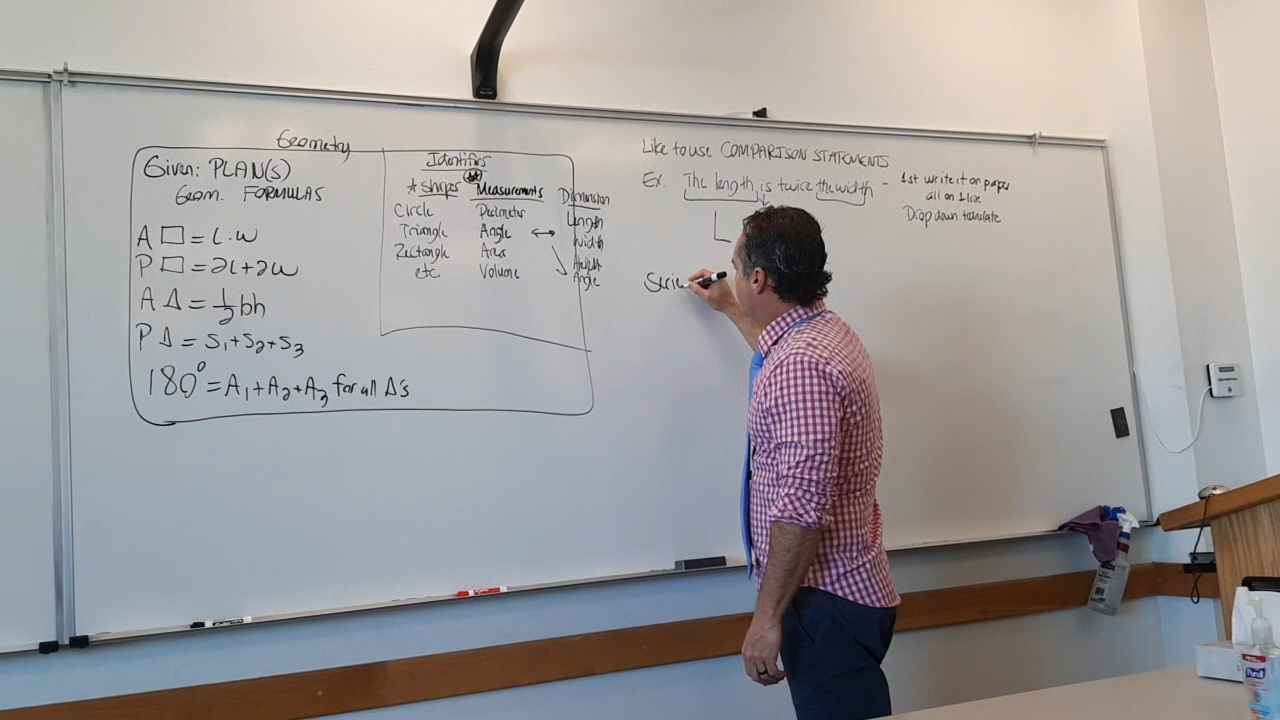 Geometry
Given: PLAN(S)
Geom. FORMULAS
A □ = L·W
P □ = 2L+2W
A Δ = 1/2 bh
P Δ = S1+S2+S3
180° = A1+A2+A3 for all Δ's
Identifiers
* Shapes Measurements Dimension
Circle Perimeter Length
Triangle Angle ↔ Width
Rectangle Area Height
etc. Volume Angle
Like to use COMPARISON STATEMENTS
Ex. The length is twice the width - 1st write it on paper
all on 1 line
Drop down translate
L
Purell